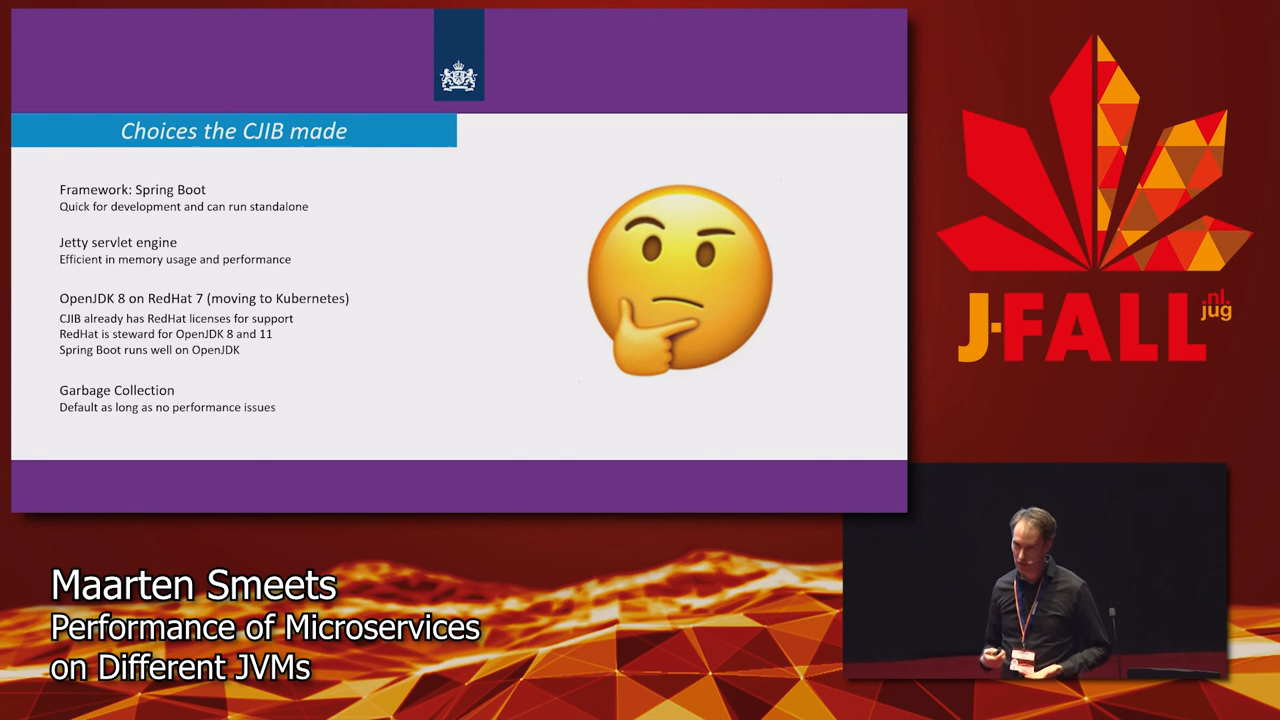 Choices the CJIB made
Framework: Spring Boot
Quick for development and can run standalone
Jetty servlet engine
Efficient in memory usage and performance
OpenJDK 8 on RedHat 7 (moving to Kubernetes)
CJIB already has RedHat licenses for support
RedHat is steward for OpenJDK 8 and 11
Spring Boot runs well on OpenJDK
Garbage Collection
Default as long as no performance issues
J-FALL
.nl
jug
Maarten Smeets
Performance of Microservices
on Different JVMs